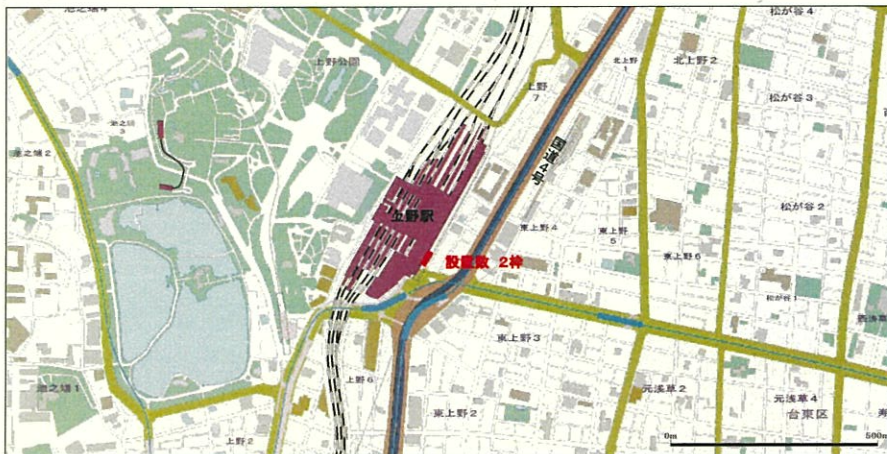 池之端4
松が谷4
上野公園
上野
7
北上野
1
北上野2
松が谷3
池之端
3
池之端2
国道4号
松が谷2
上野駅
東上野4
東上野
5
東上野6
設置数 2枠
松が谷1
西浅草
東上野3
池之端1
上野6
元浅草2
東上野2
元浅草4
上野2
台東区
寿
0m
500m